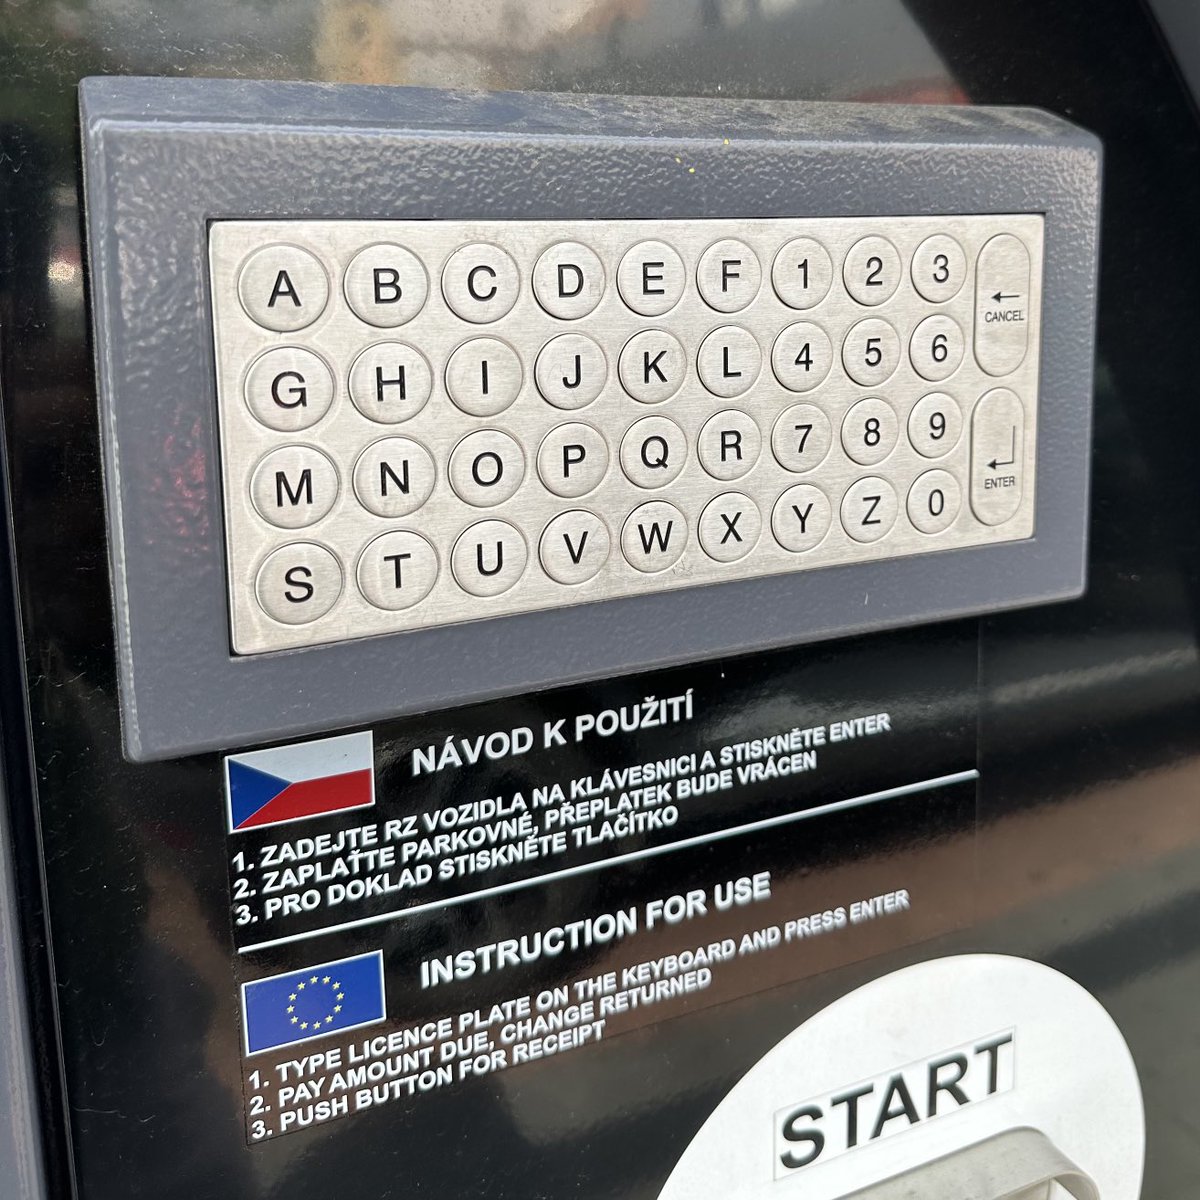 A B C D E F 1 2 3
← CANCEL
G H I J K L 4 5 6
M N O P Q R 7 8 9
↵ ENTER
S T U V W X Y Z 0
NÁVOD K POUŽITÍ
1. ZADEJTE RZ VOZIDLA NA KLÁVESNICI A STISKNĚTE ENTER
2. ZAPLAŤTE PARKOVNÉ, PŘEPLATEK BUDE VRÁCEN
3. PRO DOKLAD STISKNĚTE TLAČÍTKO
INSTRUCTION FOR USE
1. TYPE LICENCE PLATE ON THE KEYBOARD AND PRESS ENTER
2. PAY AMOUNT DUE, CHANGE RETURNED
3. PUSH BUTTON FOR RECEIPT
START